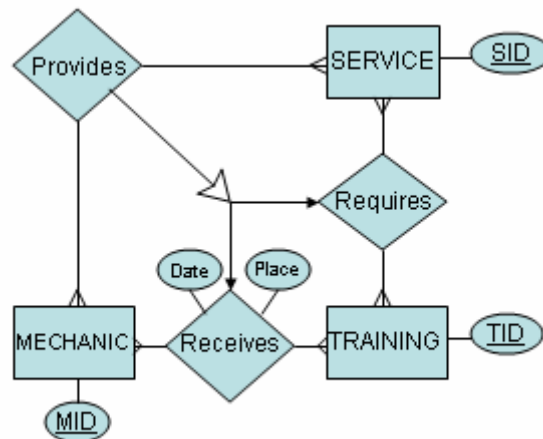 Provides
SERVICE
SID
Requires
Date
Place
MECHANIC
Receives
TRAINING
TID
MID